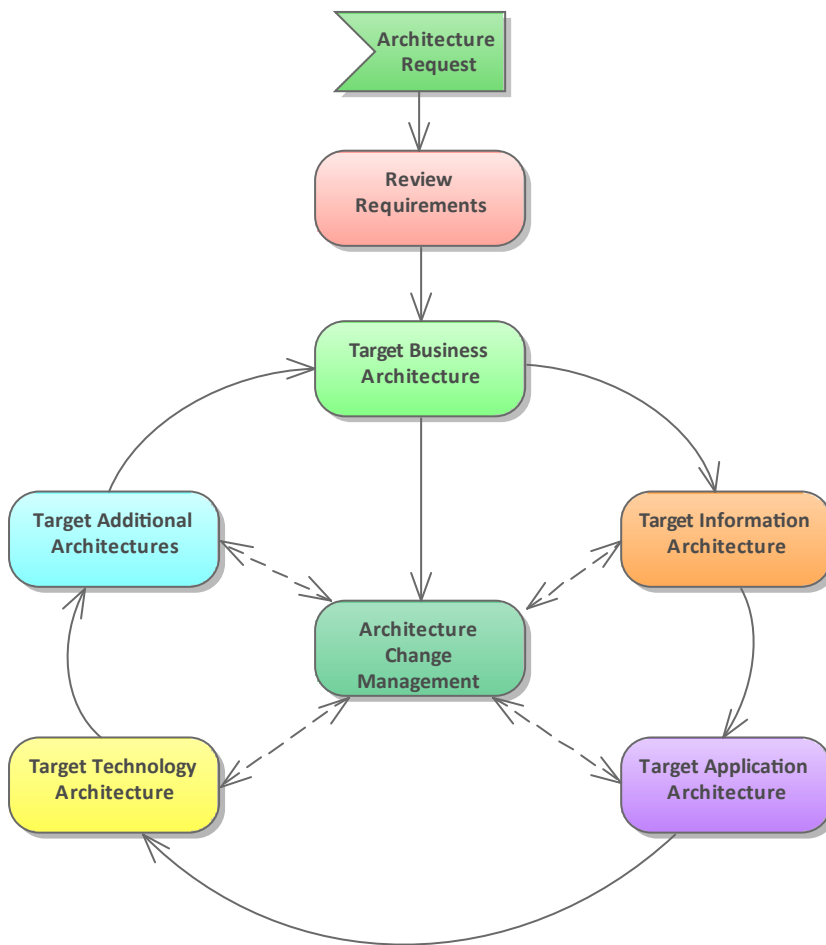 Architecture
Request
Review
Requirements
Target Business
Architecture
Target Additional
Architectures
Target Information
Architecture
Architecture
Change
Management
Target Technology
Architecture
Target Application
Architecture